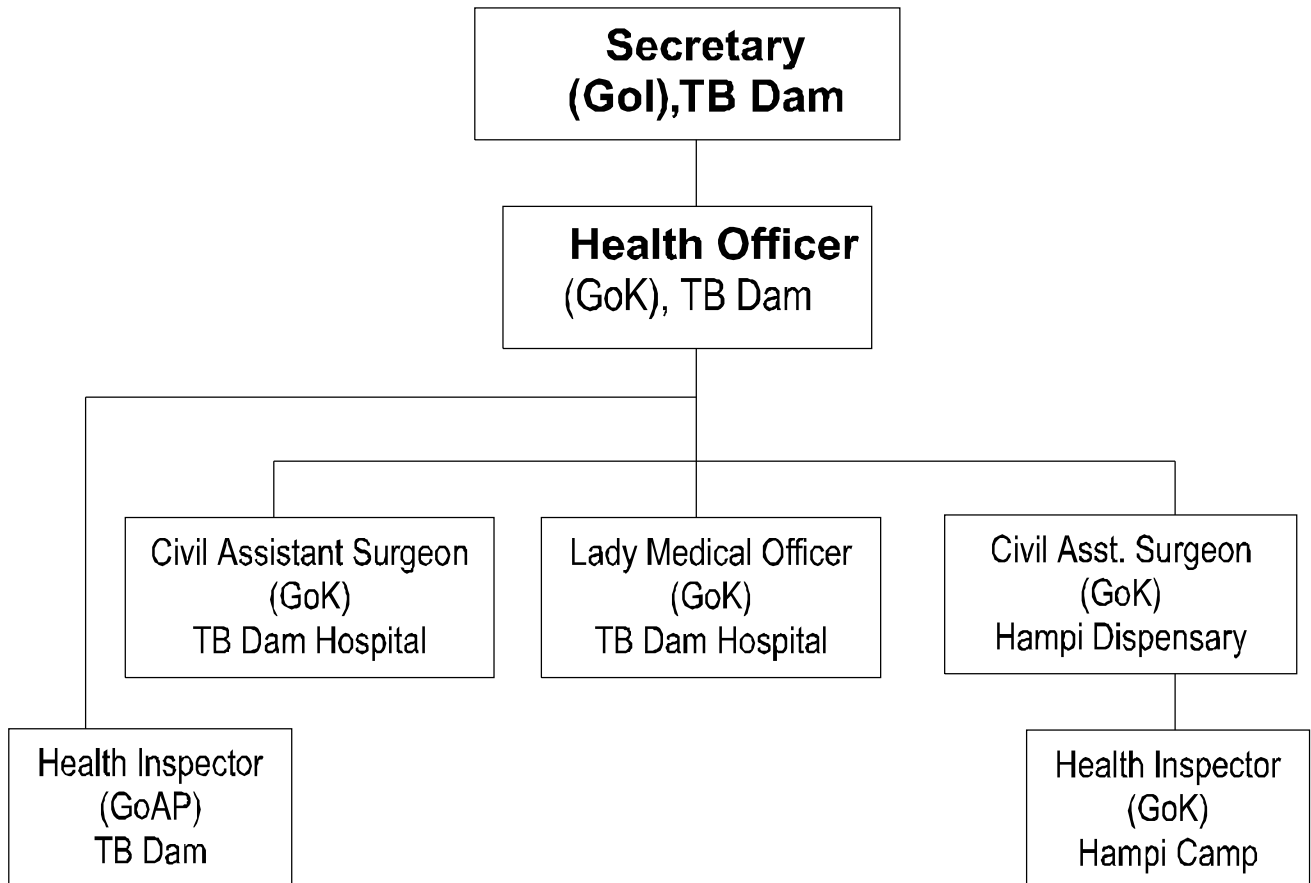 Secretary
(GoI),TB Dam
Health Officer
(GoK), TB Dam
Civil Assistant Surgeon
(GoK)
TB Dam Hospital
Lady Medical Officer
(GoK)
TB Dam Hospital
Civil Asst. Surgeon
(GoK)
Hampi Dispensary
Health Inspector
(GoAP)
TB Dam
Health Inspector
(GoK)
Hampi Camp